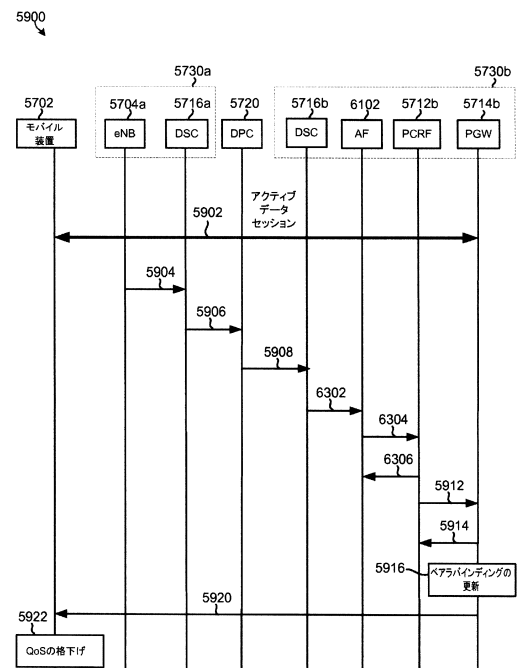 5900
5730a
5730b
5702
5704a
5716a
5720
5716b
6102
5712b
5714b
モバイル
装置
eNB
DSC
DPC
DSC
AF
PCRF
PGW
アクティブ
データ
セッション
5902
5904
5906
5908
6302
6304
6306
5912
5914
5916
ベアラバインディングの
更新
5920
5922
QoSの格下げ